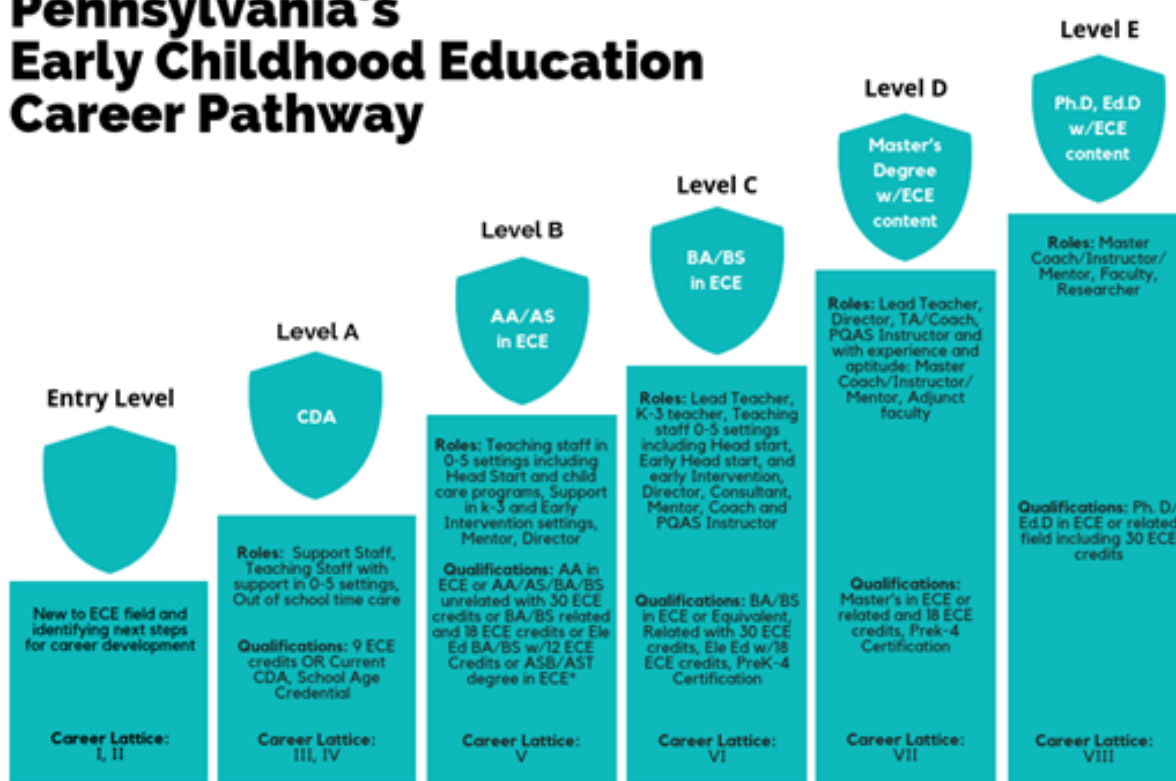 Pennsylvania's
Early Childhood Education
Career Pathway
Entry Level
New to ECE field and
identifying next steps
for career development
Career Lattice:
I, II
Level A
CDA
Roles: Support Staff,
Teaching Staff with
support in 0-5 settings,
Out of school time care
Qualifications: 9 ECE
credits OR Current
CDA, School Age
Credential
Career Lattice:
III, IV
Level B
AA/AS
in ECE
Roles: Teaching staff in
0-5 settings including
Head Start and child
care programs, Support
in k-3 and Early
Intervention settings,
Mentor, Director
Qualifications: AA in
ECE or AA/AS/BA/BS
unrelated with 30 ECE
credits or BA/BS related
and 18 ECE credits or Ele
Ed BA/BS w/12 ECE
Credits or ASB/AST
degree in ECE*
Career Lattice:
V
Level C
BA/BS
in ECE
Roles: Lead Teacher,
K-3 teacher, Teaching
staff 0-5 settings
including Head start,
Early Head start, and
early Intervention,
Director, Consultant,
Mentor, Coach and
PQAS Instructor
Qualifications: BA/BS
in ECE or Equivalent,
Related with 30 ECE
credits, Ele Ed w/18
ECE credits, PreK-4
Certification
Career Lattice:
VI
Level D
Master's
Degree
w/ECE
content
Roles: Lead Teacher,
Director, TA/Coach,
PQAS Instructor and
with experience and
aptitude: Master
Coach/Instructor/
Mentor, Adjunct
faculty
Qualifications:
Master's in ECE or
related and 18 ECE
credits, Prek-4
Certification
Career Lattice:
VII
Level E
Ph.D, Ed.D
w/ECE
content
Roles: Master
Coach/Instructor/
Mentor, Faculty,
Researcher
Qualifications: Ph. D/
Ed.D in ECE or related
field including 30 ECE
credits
Career Lattice:
VIII